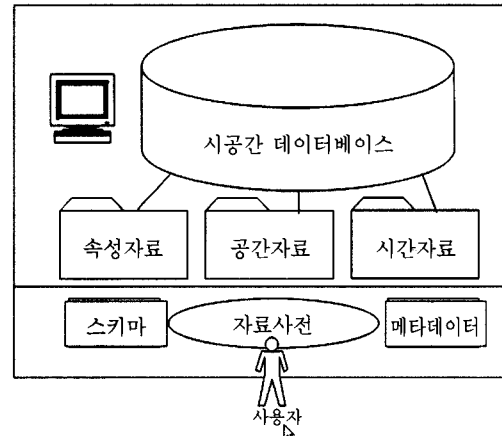 시공간 데이터베이스
속성자료
공간자료
시간자료
스키마
자료사전
메타데이터
사용자